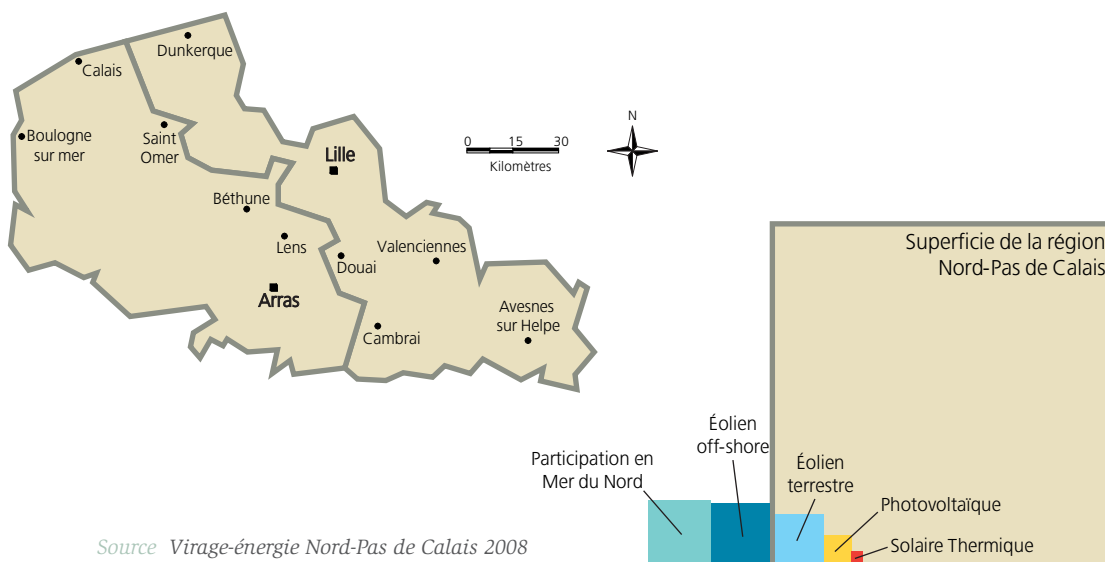 Dunkerque
Calais
Boulogne
sur mer
Saint
Omer
Lille
Béthune
Lens
Douai
Valenciennes
Arras
Cambrai
Avesnes
sur Helpe
0 15 30
Kilomètres
N
Superficie de la région
Nord-Pas de Calais
Éolien
off-shore
Participation en
Mer du Nord
Éolien
terrestre
Photovoltaïque
Solaire Thermique
Source Virage-énergie Nord-Pas de Calais 2008